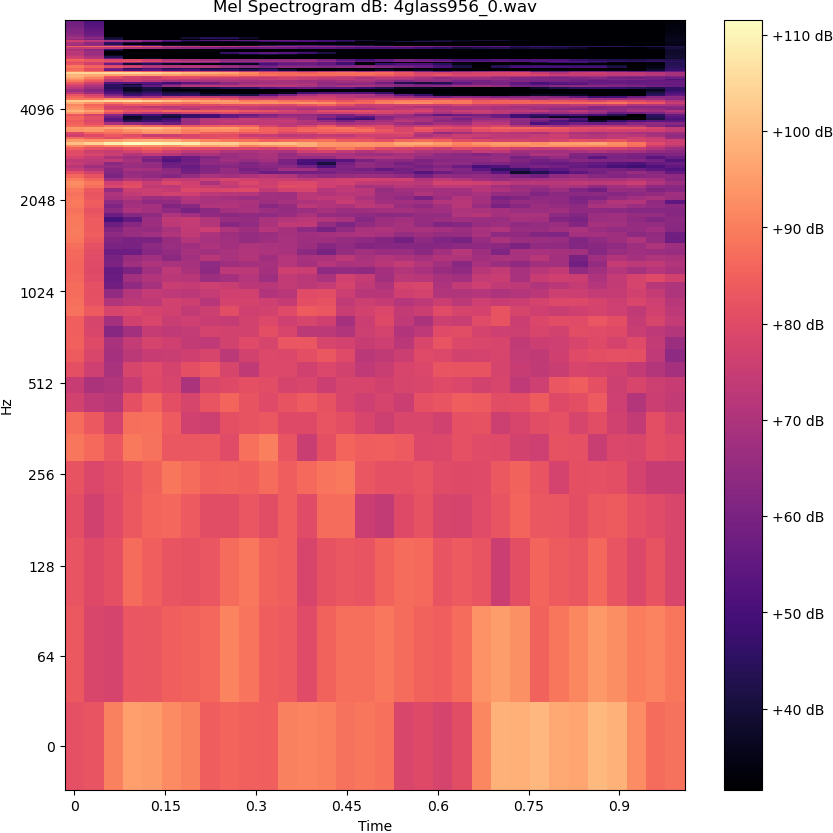 Mel Spectrogram dB: 4glass956_0.wav
+110 dB
4096
+100 dB
2048
+90 dB
1024
+80 dB
512
+70 dB
Hz
256
+60 dB
128
+50 dB
64
+40 dB
0
0 0.15 0.3 0.45 0.6 0.75 0.9
Time